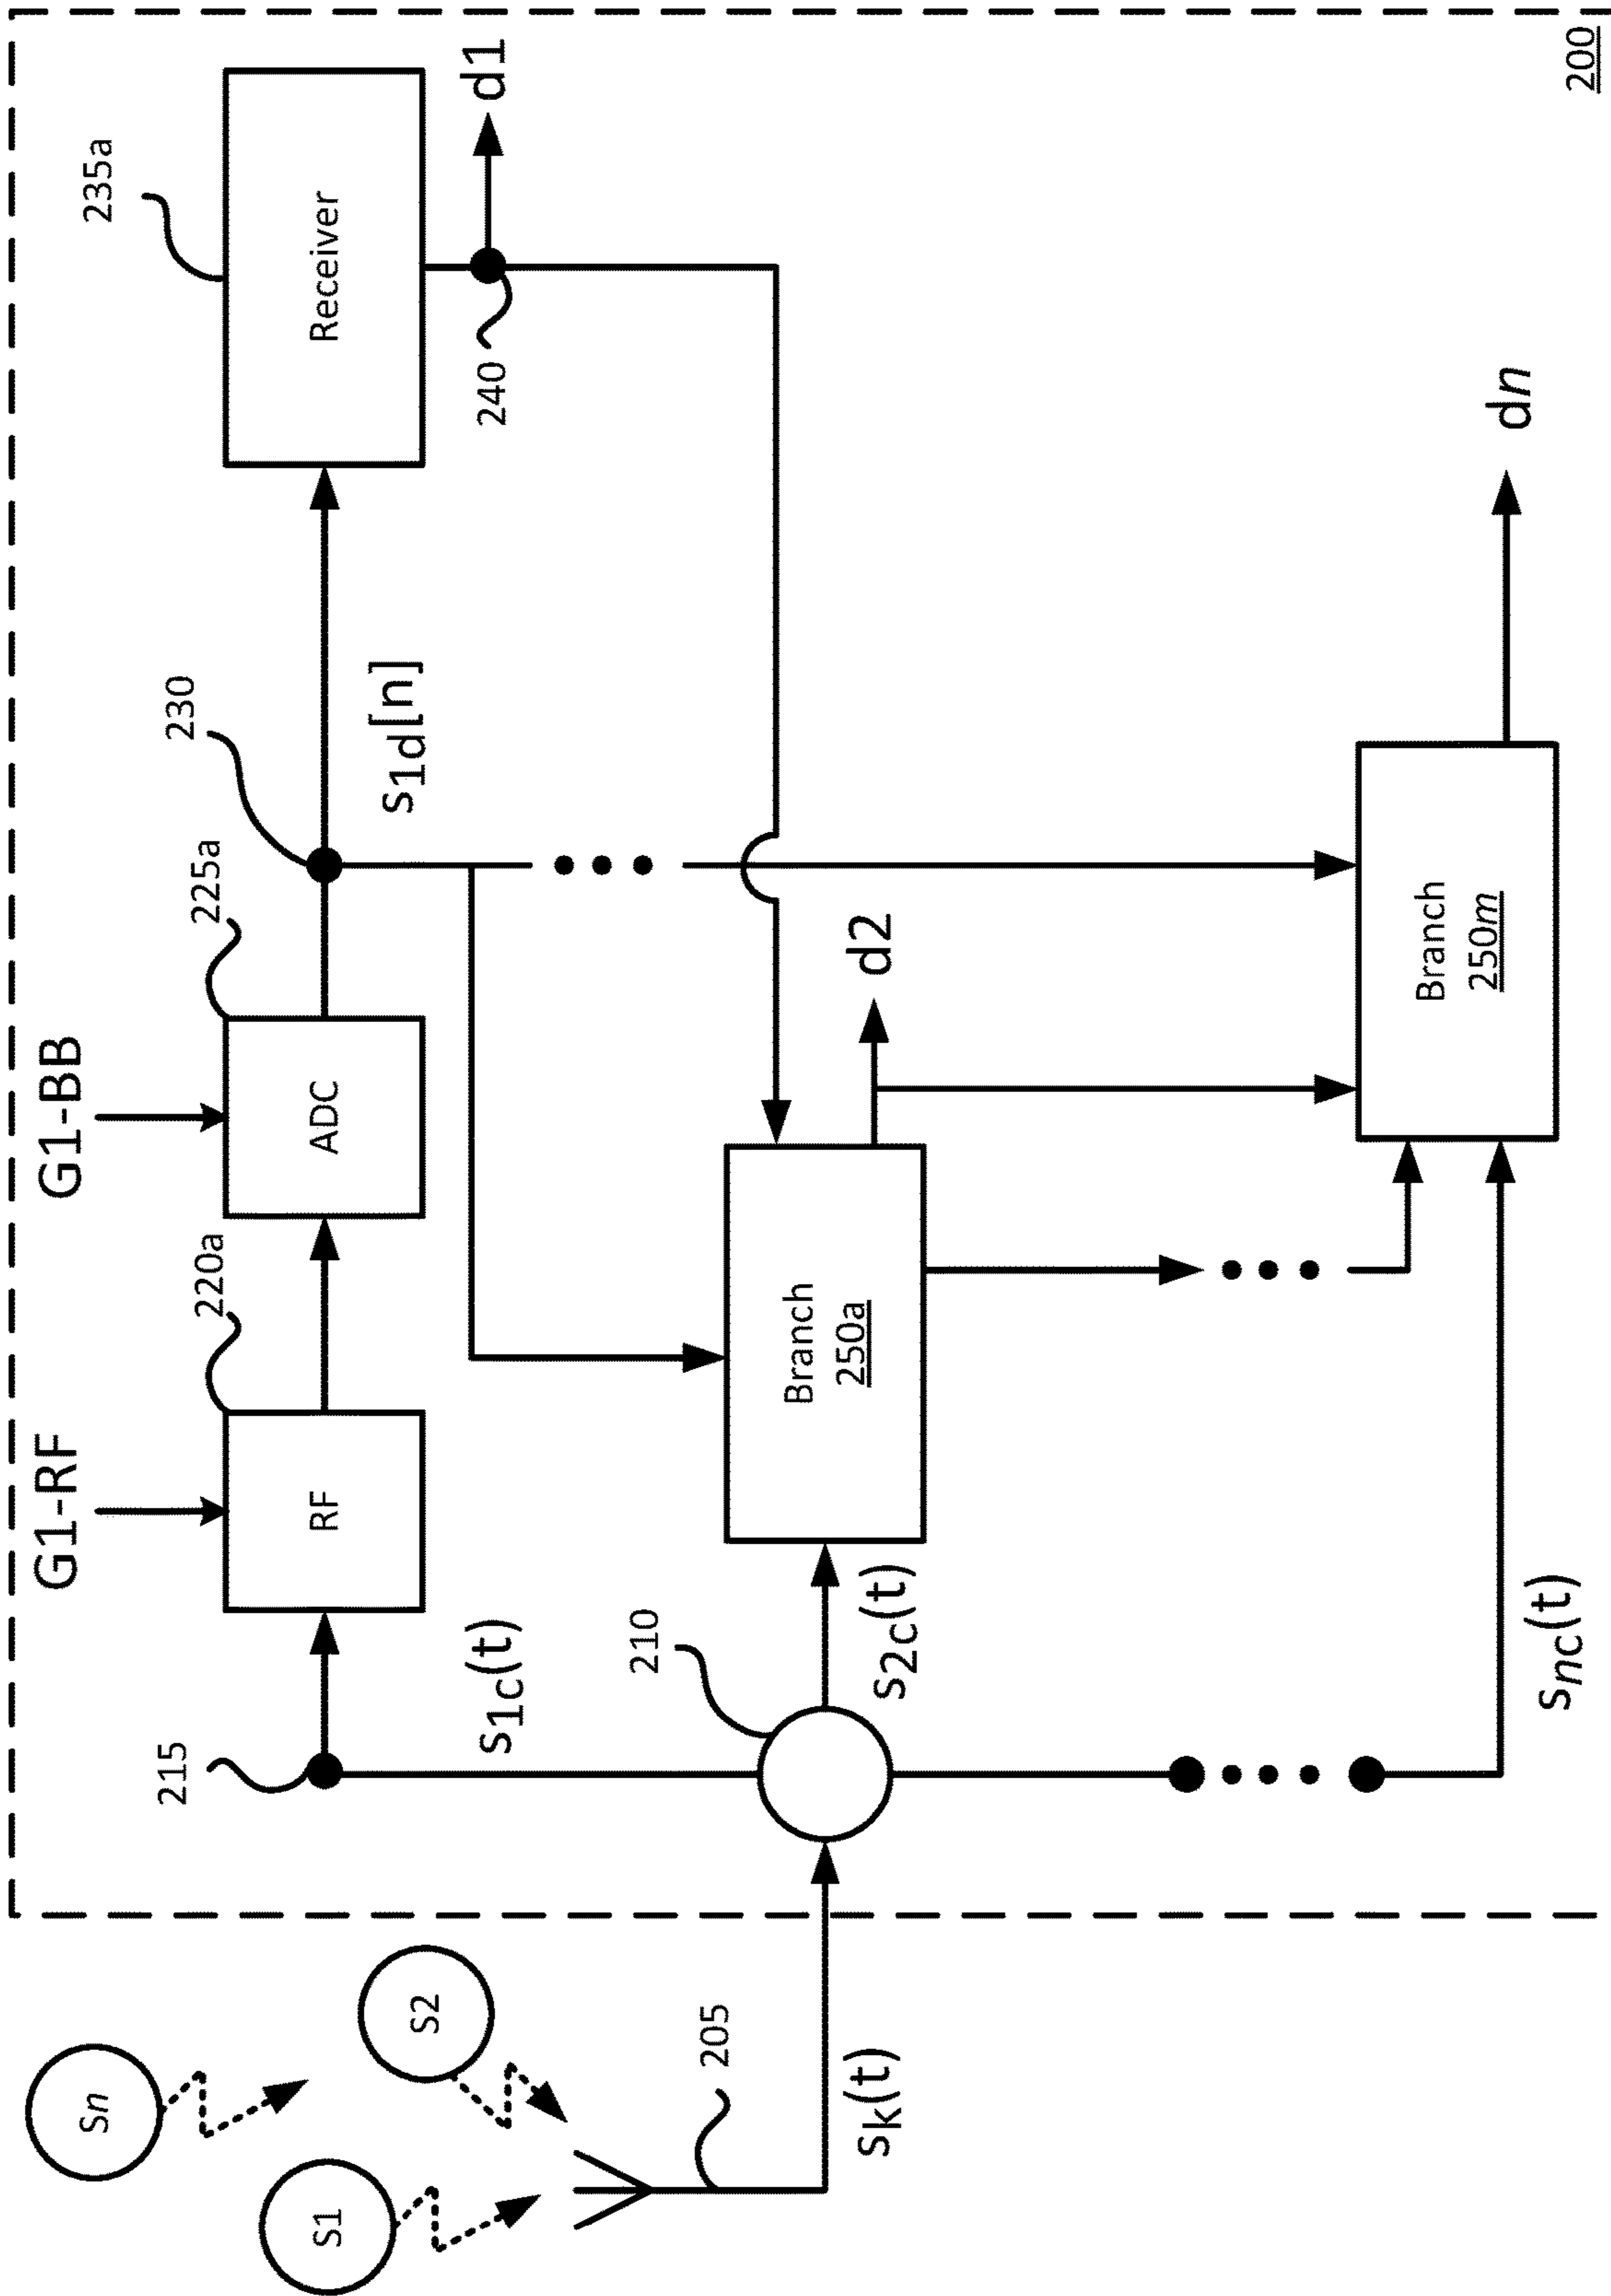 Sn
S1
S2
205
sk(t)
215
s1c(t)
210
s2c(t)
snc(t)
G1-RF
220a
RF
G1-BB
225a
ADC
230
s1d[n]
235a
Receiver
240
d1
Branch
250a
d2
Branch
250m
dn
200